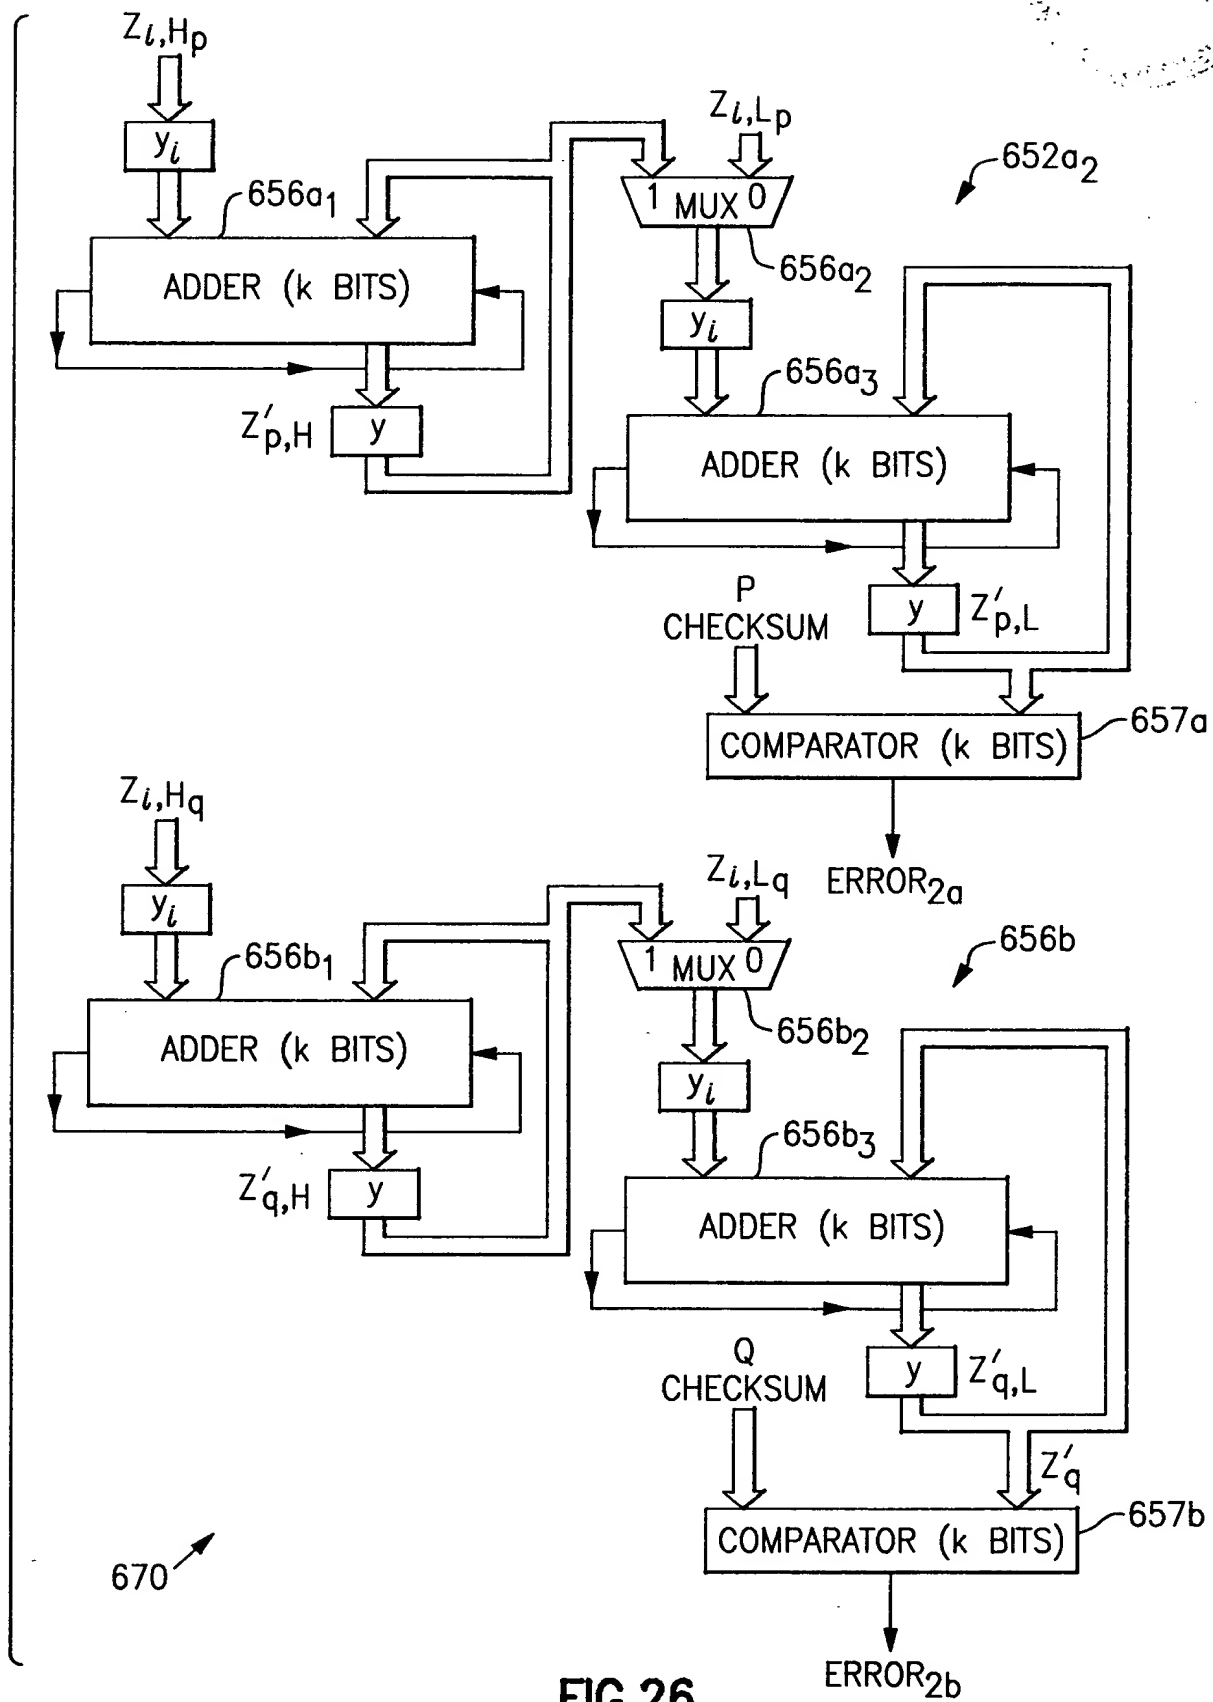 Zi,Hp
yi
656a1
ADDER (k BITS)
Z′p,H
y
Zi,Lp
1 MUX 0
656a2
yi
656a3
ADDER (k BITS)
y
Z′p,L
652a2
P
CHECKSUM
COMPARATOR (k BITS)
657a
ERROR2a
Zi,Hq
yi
656b1
ADDER (k BITS)
Z′q,H
y
Zi,Lq
1 MUX 0
656b2
yi
656b3
ADDER (k BITS)
y
Z′q,L
656b
Q
CHECKSUM
Z′q
COMPARATOR (k BITS)
657b
ERROR2b
670
FIG.26